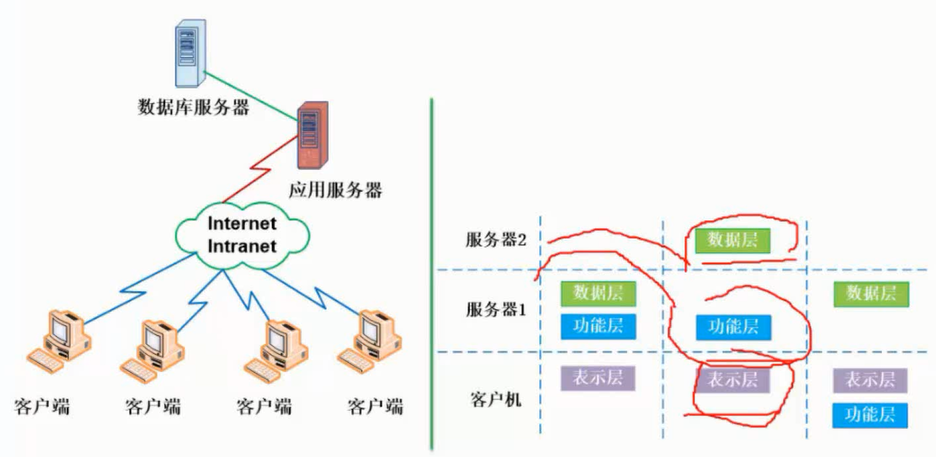 数据库服务器
应用服务器
Internet
Intranet
客户端 客户端 客户端 客户端
服务器2 数据层
服务器1 数据层 数据层
功能层 功能层
客户机 表示层 表示层 表示层
功能层